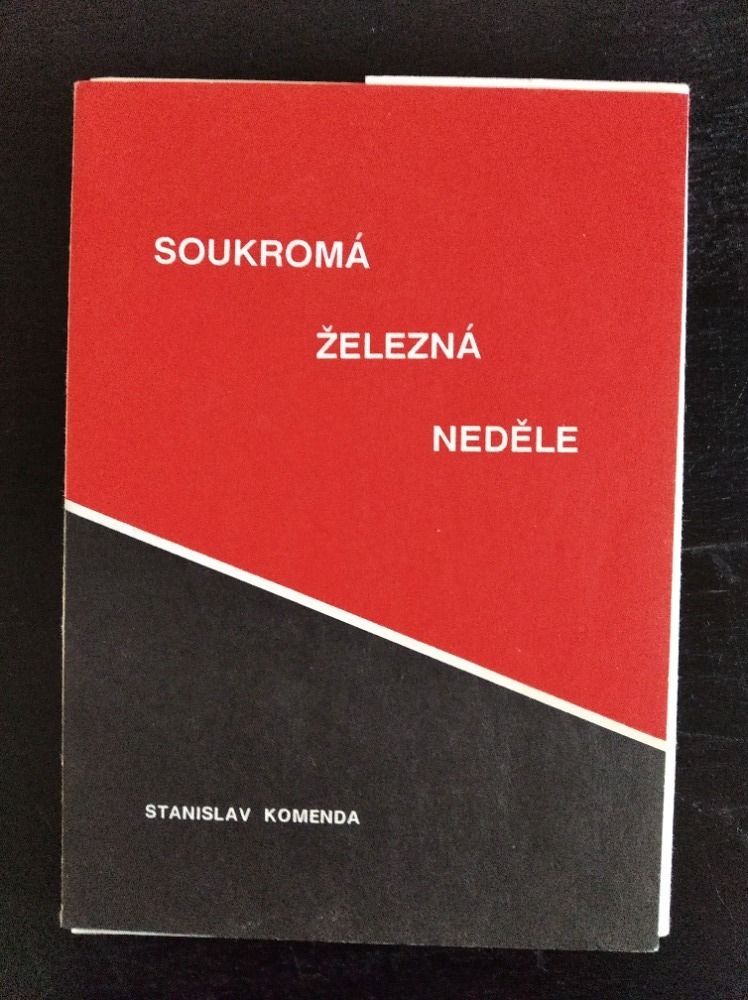 SOUKROMÁ
ŽELEZNÁ
NEDĚLE
STANISLAV KOMENDA